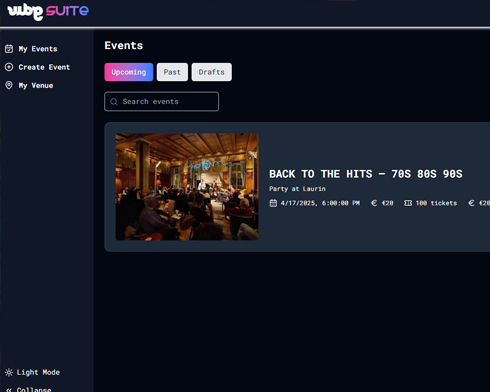 SUITE
My Events
Create Event
My Venue
Light Mode
Collapse
Events
Upcoming
Past
Drafts
Search events
BACK TO THE HITS – 70S 80S 90S
Party at Laurin
4/17/2025, 6:00:00 PM € €20 100 tickets € €20